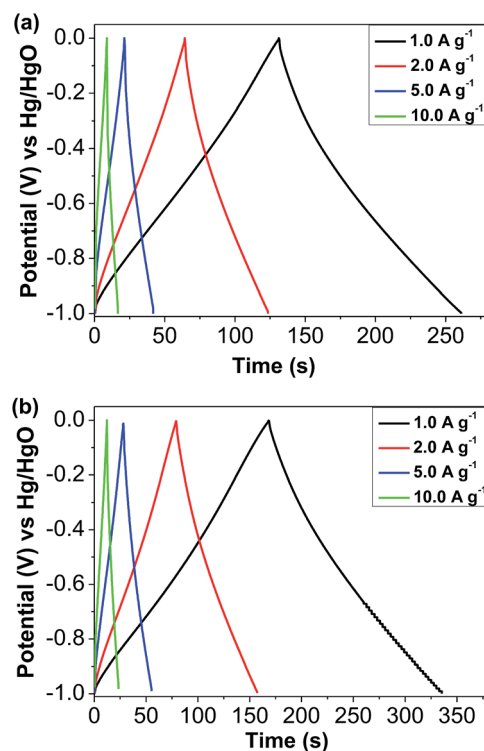 (a)
0.0
-0.2
-0.4
-0.6
-0.8
-1.0
Potential (V) vs Hg/HgO
1.0 A g⁻¹
2.0 A g⁻¹
5.0 A g⁻¹
10.0 A g⁻¹
0 50 100 150 200 250
Time (s)
(b)
0.0
-0.2
-0.4
-0.6
-0.8
-1.0
Potential (V) vs Hg/HgO
1.0 A g⁻¹
2.0 A g⁻¹
5.0 A g⁻¹
10.0 A g⁻¹
0 50 100 150 200 250 300 350
Time (s)